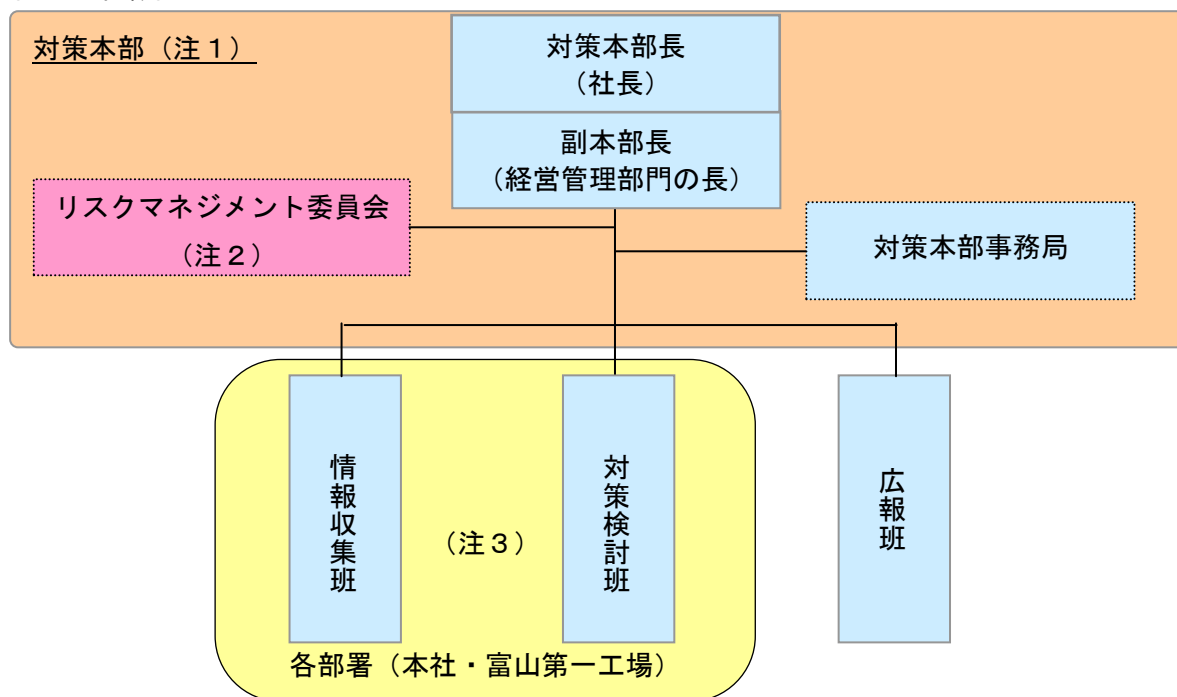 対策本部（注１）
対策本部長
（社長）
副本部長
（経営管理部門の長）
リスクマネジメント委員会
（注２）
対策本部事務局
情報収集班
（注３）
対策検討班
広報班
各部署（本社・富山第一工場）